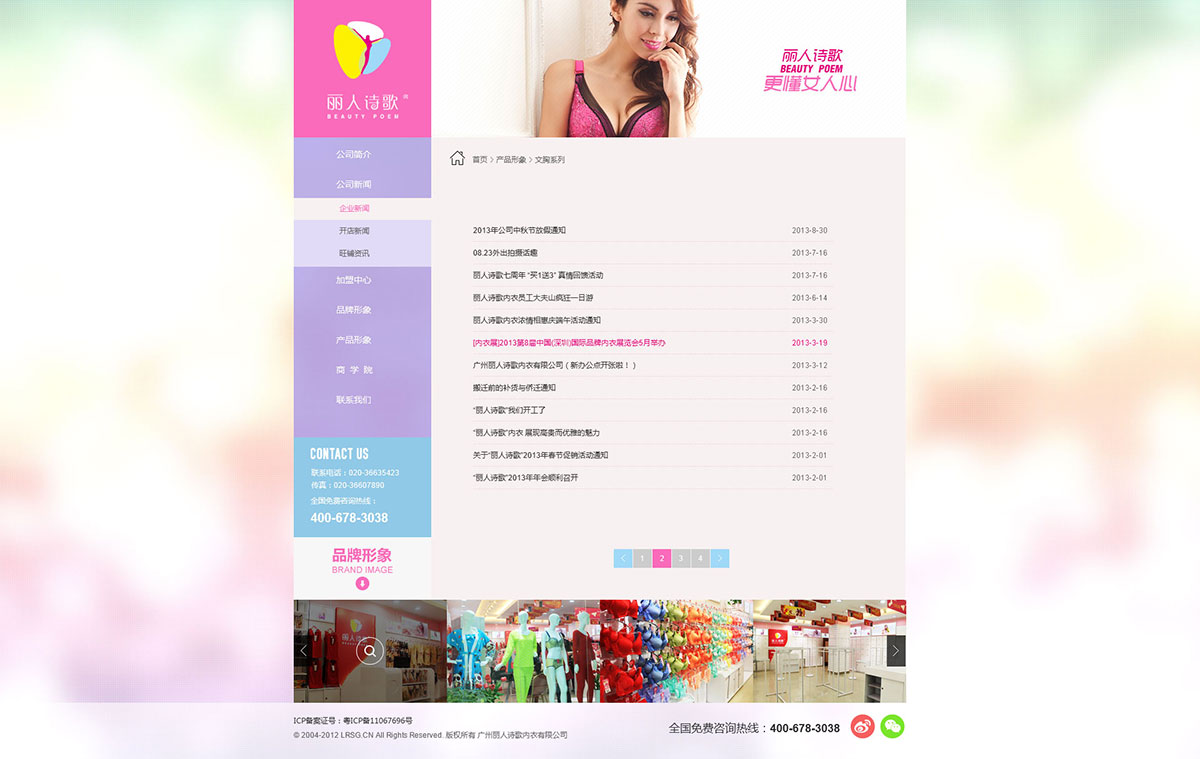 丽人诗歌
BEAUTY POEM
丽人诗歌
BEAUTY POEM
更懂女人心
公司简介
公司新闻
企业新闻
开店新闻
旺铺资讯
加盟中心
品牌形象
产品形象
商 学 院
联系我们
CONTACT US
联系电话：020-36635423
传真：020-36607890
全国免费咨询热线：
400-678-3038
品牌形象
BRAND IMAGE
首页 > 产品形象 > 文胸系列
2013年公司中秋节放假通知 2013-8-30
08.23外出拍摄话趣 2013-7-16
丽人诗歌七周年 “买1送3” 真情回馈活动 2013-7-16
丽人诗歌内衣员工大夫山疯狂一日游 2013-6-14
丽人诗歌内衣浓情相惠庆端午活动通知 2013-3-30
[内衣展]2013第8届中国(深圳)国际品牌内衣展览会5月举办 2013-3-19
广州丽人诗歌内衣有限公司（新办公点开张啦！） 2013-3-12
搬迁前的补货与侨迁通知 2013-2-16
“丽人诗歌”我们开工了 2013-2-16
“丽人诗歌”内衣 展现高贵而优雅的魅力 2013-2-16
关于“丽人诗歌”2013年春节促销活动通知 2013-2-01
“丽人诗歌”2013年年会顺利召开 2013-2-01
< 1 2 3 4 >
丽人诗歌
ICP备案证号：粤ICP备11067696号
© 2004-2012 LRSG.CN All Rights Reserved. 版权所有 广州丽人诗歌内衣有限公司
全国免费咨询热线：400-678-3038